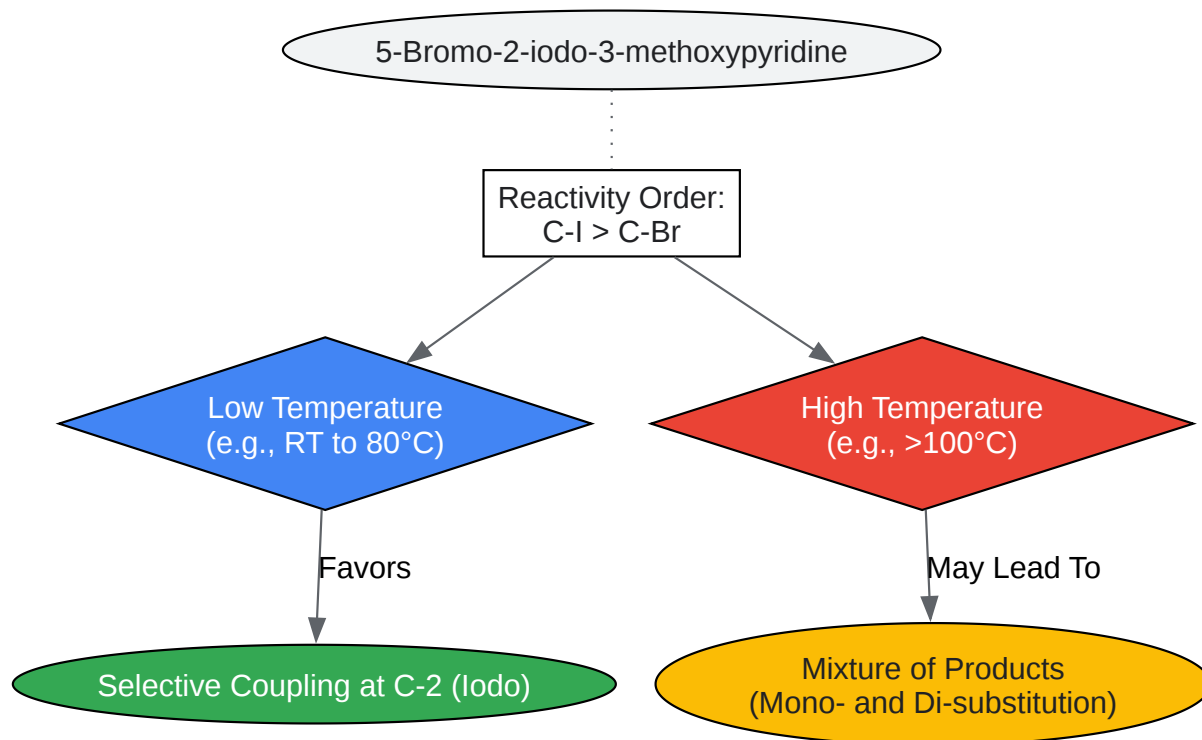 5-Bromo-2-iodo-3-methoxypyridine
Reactivity Order:
C-I > C-Br
Low Temperature
(e.g., RT to 80°C)
High Temperature
(e.g., >100°C)
Favors
May Lead To
Selective Coupling at C-2 (Iodo)
Mixture of Products
(Mono- and Di-substitution)